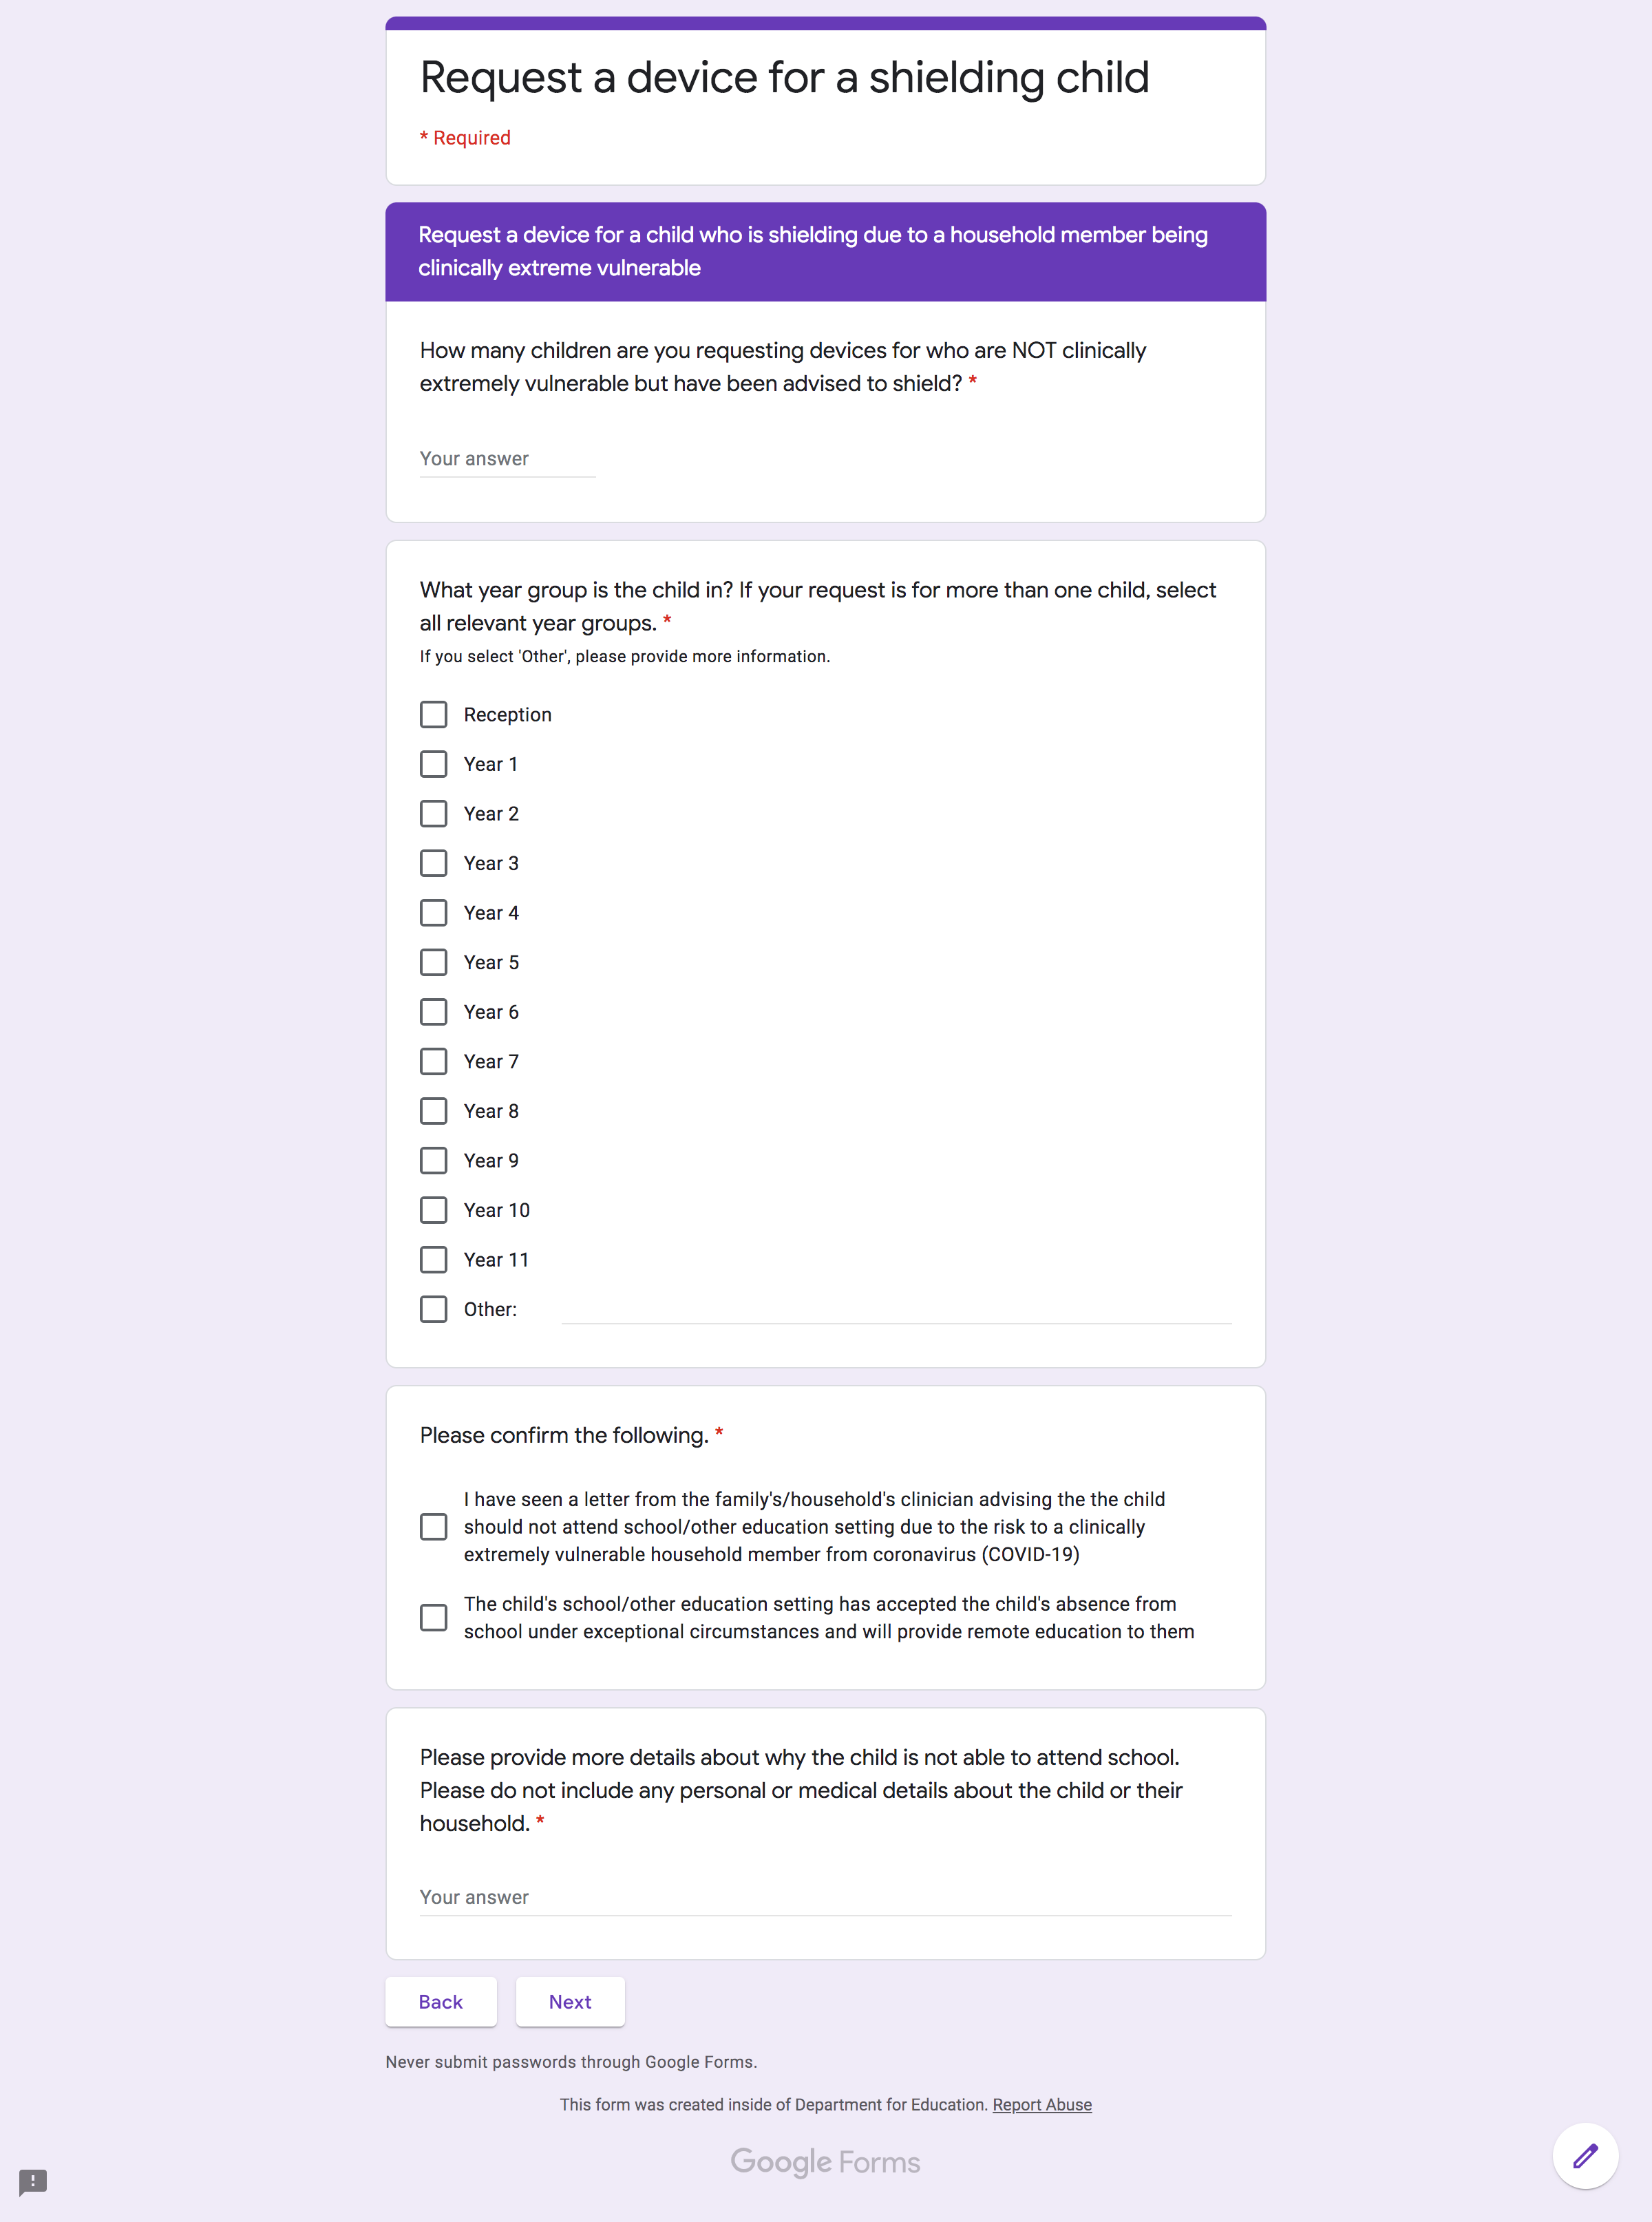 Request a device for a shielding child
* Required
Request a device for a child who is shielding due to a household member being
clinically extreme vulnerable
How many children are you requesting devices for who are NOT clinically
extremely vulnerable but have been advised to shield? *
Your answer
What year group is the child in? If your request is for more than one child, select
all relevant year groups. *
If you select 'Other', please provide more information.
Reception
Year 1
Year 2
Year 3
Year 4
Year 5
Year 6
Year 7
Year 8
Year 9
Year 10
Year 11
Other:
Please confirm the following. *
I have seen a letter from the family's/household's clinician advising the the child
should not attend school/other education setting due to the risk to a clinically
extremely vulnerable household member from coronavirus (COVID-19)
The child's school/other education setting has accepted the child's absence from
school under exceptional circumstances and will provide remote education to them
Please provide more details about why the child is not able to attend school.
Please do not include any personal or medical details about the child or their
household. *
Your answer
Back
Next
Never submit passwords through Google Forms.
This form was created inside of Department for Education. Report Abuse
Google Forms